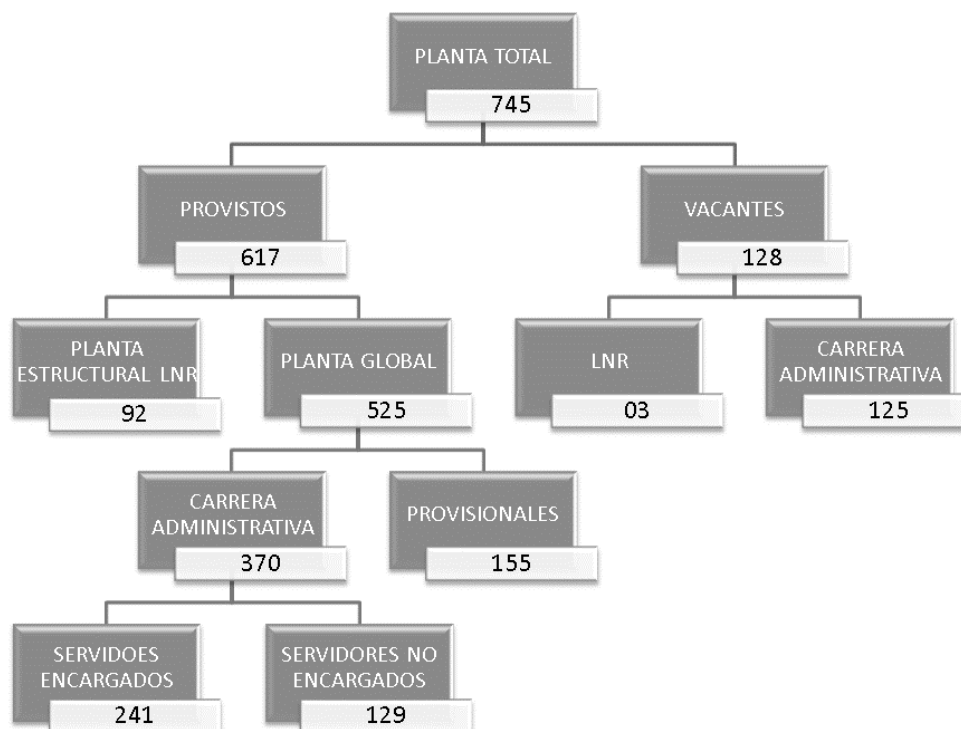 PLANTA TOTAL
745
PROVISTOS
617
VACANTES
128
PLANTA
ESTRUCTURAL LNR
92
PLANTA GLOBAL
525
LNR
03
CARRERA
ADMINISTRATIVA
125
CARRERA
ADMINISTRATIVA
370
PROVISIONALES
155
SERVIDOES
ENCARGADOS
241
SERVIDORES NO
ENCARGADOS
129